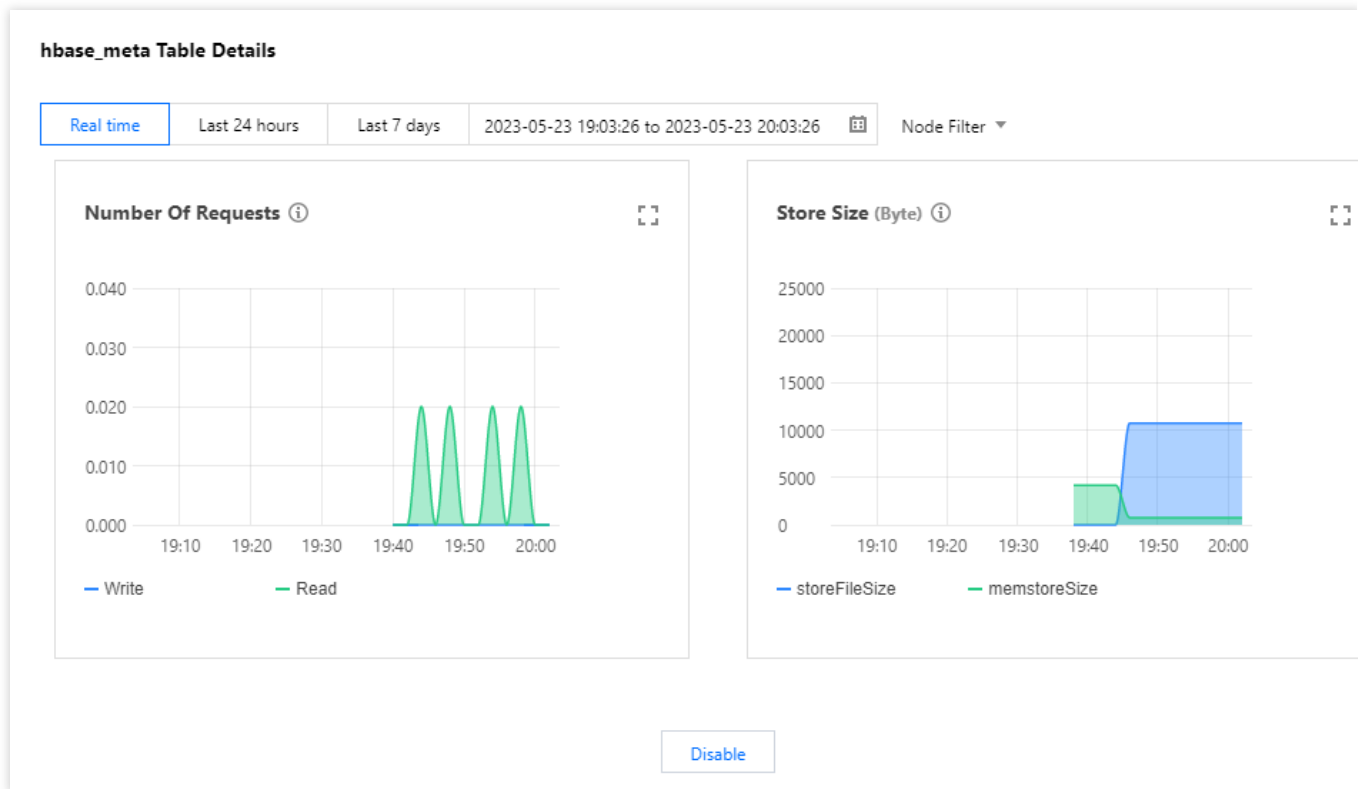 hbase_meta Table Details
Real time Last 24 hours Last 7 days 2023-05-23 19:03:26 to 2023-05-23 20:03:26 Node Filter
Number Of Requests
0.040
0.030
0.020
0.010
0.000
19:10 19:20 19:30 19:40 19:50 20:00
Write Read
Store Size (Byte)
25000
20000
15000
10000
5000
0
19:10 19:20 19:30 19:40 19:50 20:00
storeFileSize memstoreSize
Disable